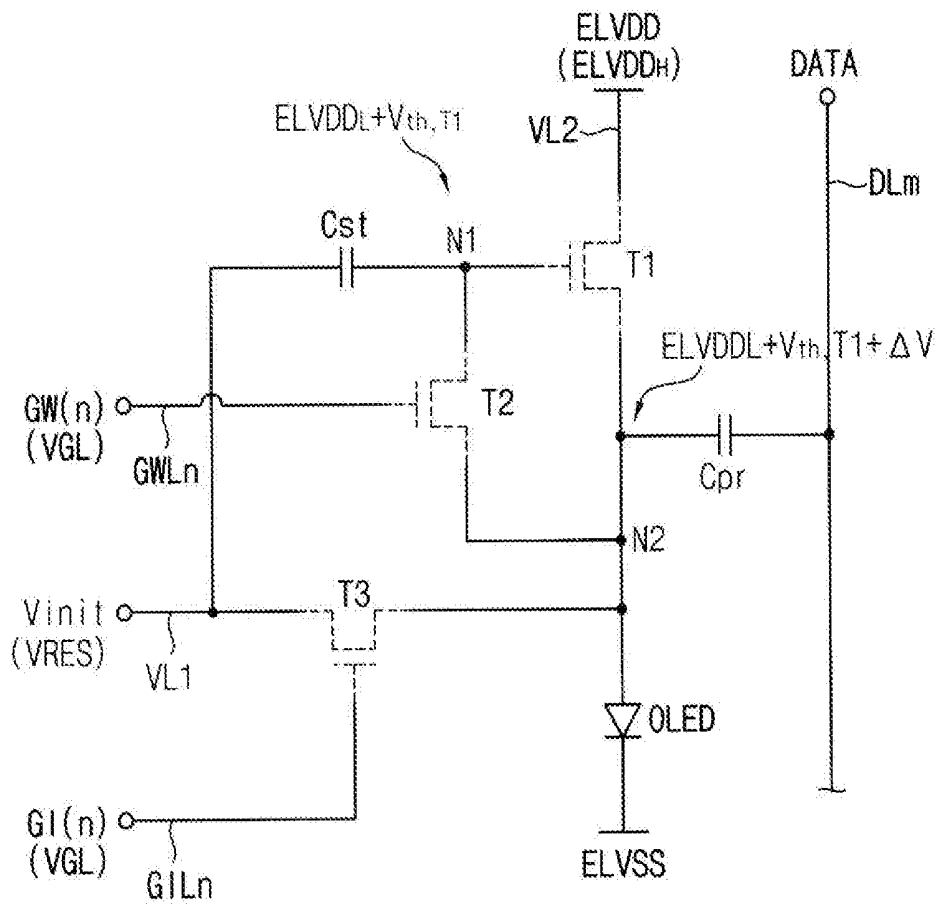 ELVDD
(ELVDDH)
DATA
ELVDDL+Vth,T1
VL2
DLm
Cst
N1
T1
ELVDDL+Vth,T1+ΔV
GW(n)
(VGL)
T2
GWLn
Cpr
N2
T3
Vinit
(VRES)
VL1
OLED
GI(n)
(VGL)
GILn
ELVSS